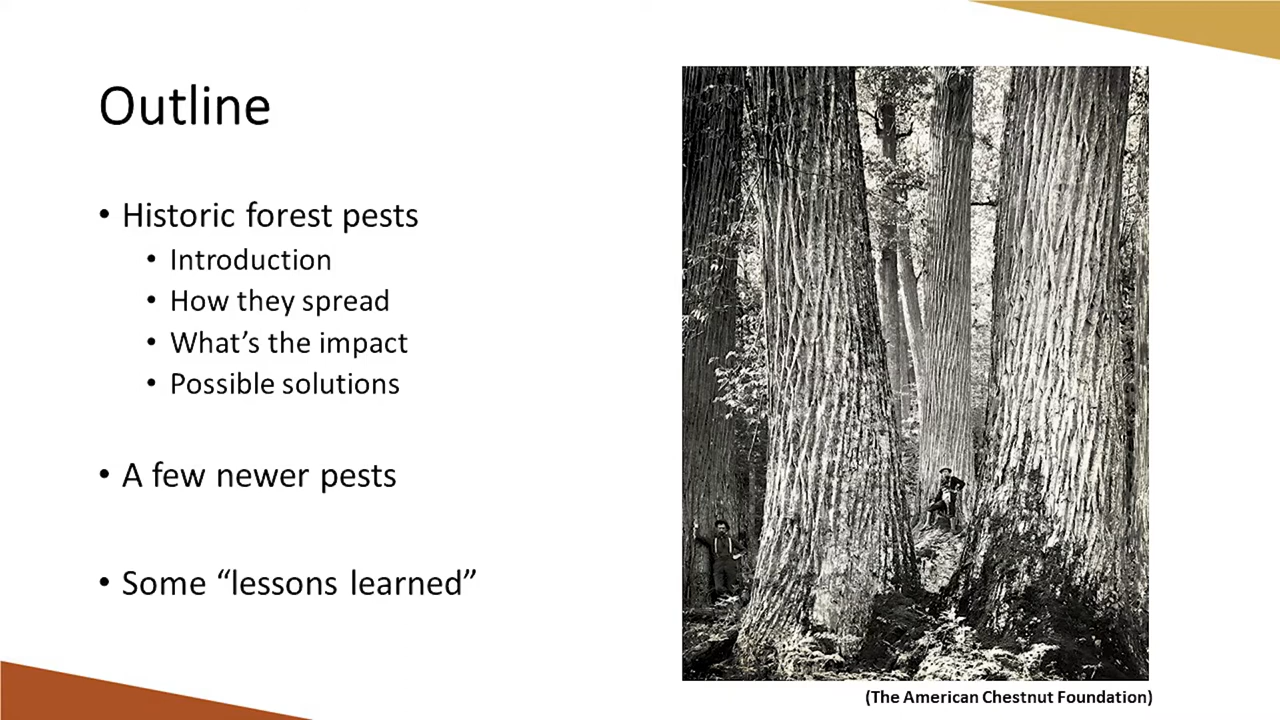 Outline
• Historic forest pests
• Introduction
• How they spread
• What’s the impact
• Possible solutions
• A few newer pests
• Some “lessons learned”
(The American Chestnut Foundation)